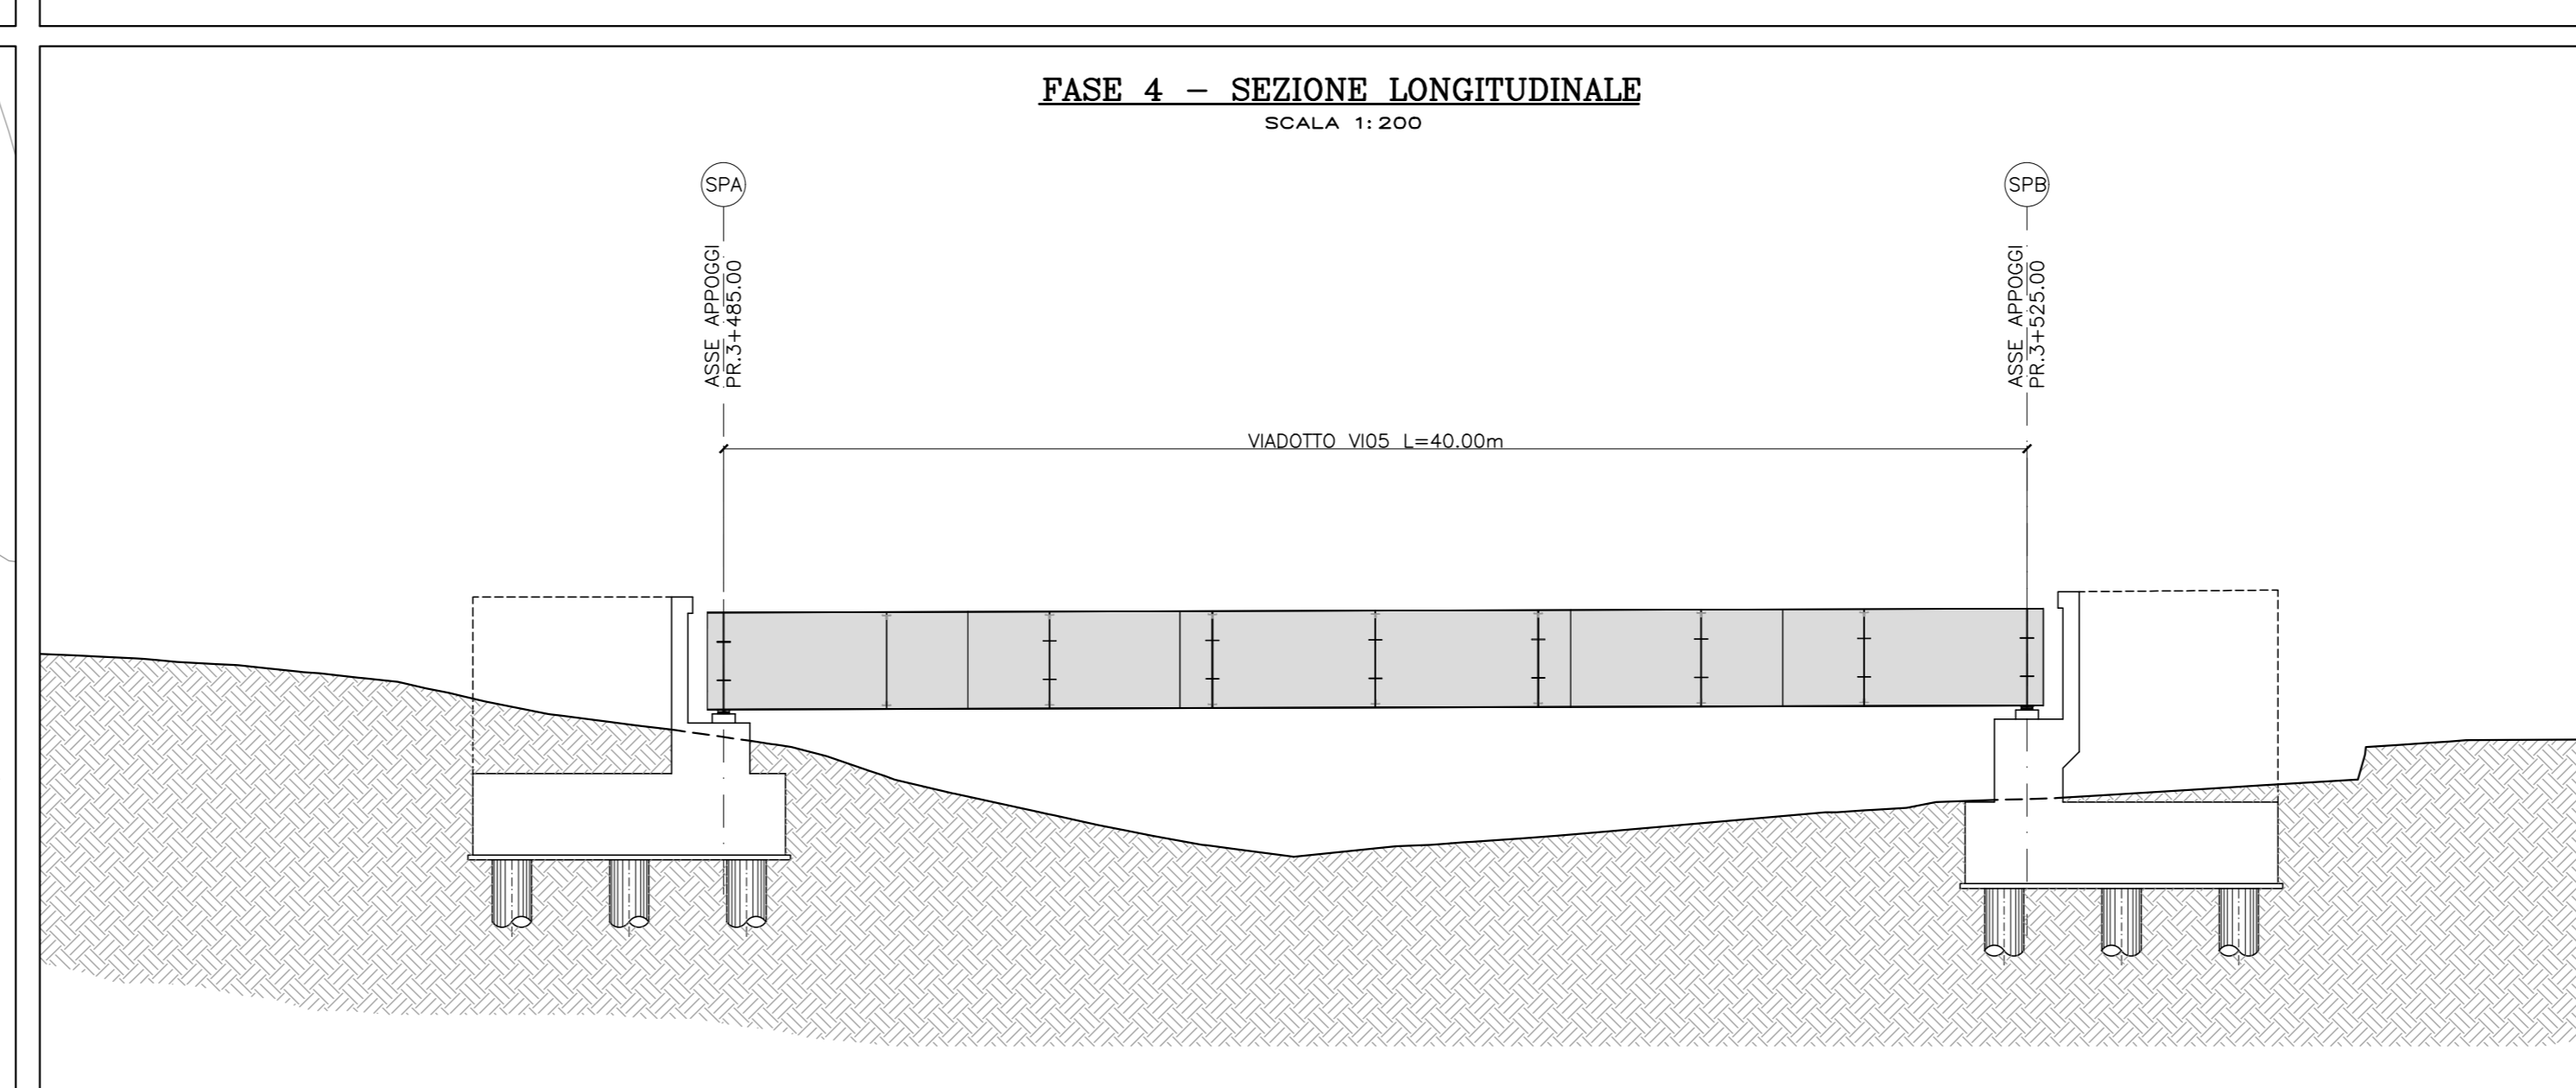 FASE 4 – SEZIONE LONGITUDINALE
SCALA 1:200
SPA
SPB
ASSE APPOGGI
PR.3+485.00
ASSE APPOGGI
PR.3+525.00
VIADOTTO VI05 L=40.00m